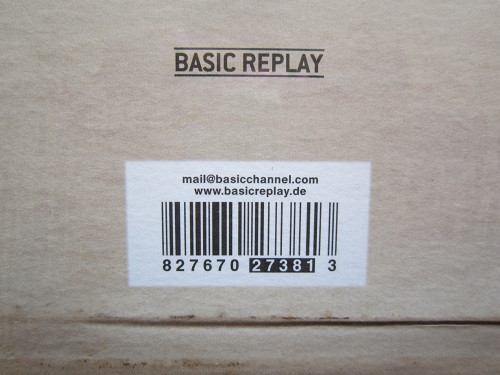 BASIC REPLAY
mail@basicchannel.com
www.basicreplay.de
827670 27381 3